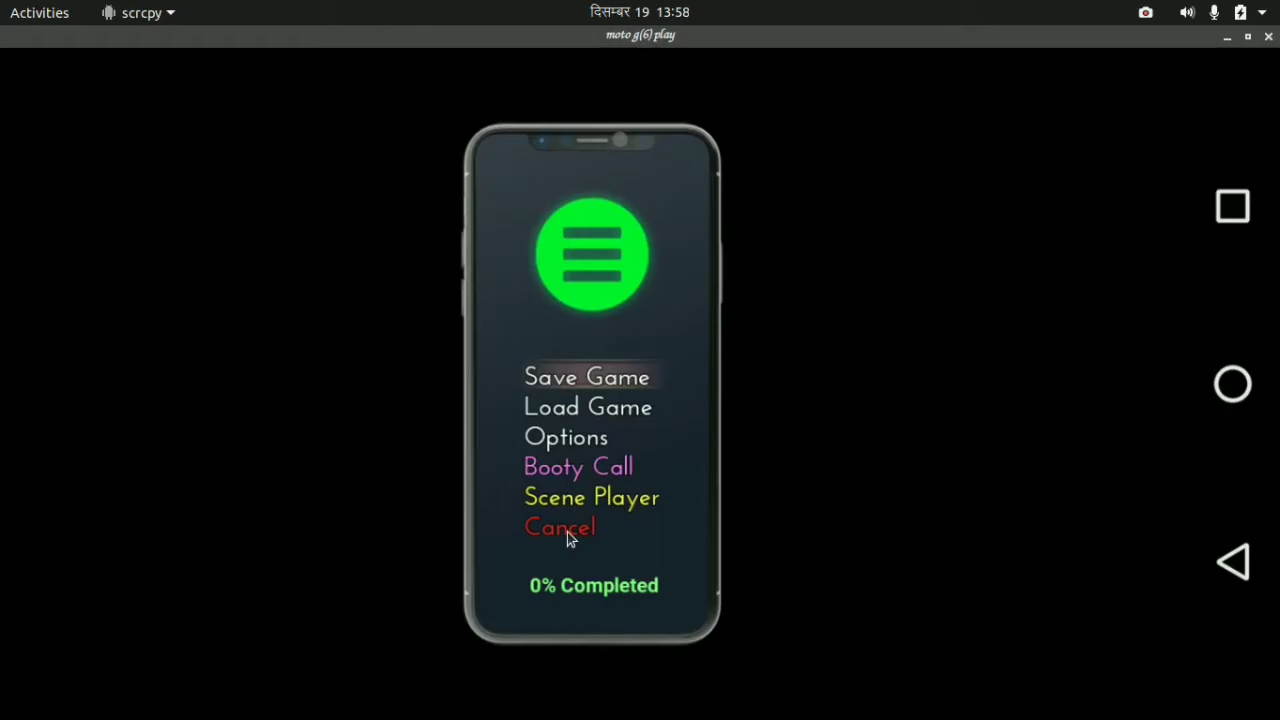 Activities
scrcpy
दिसम्बर 19 13:58
moto g(6) play
Save Game
Load Game
Options
Booty Call
Scene Player
Cancel
0% Completed